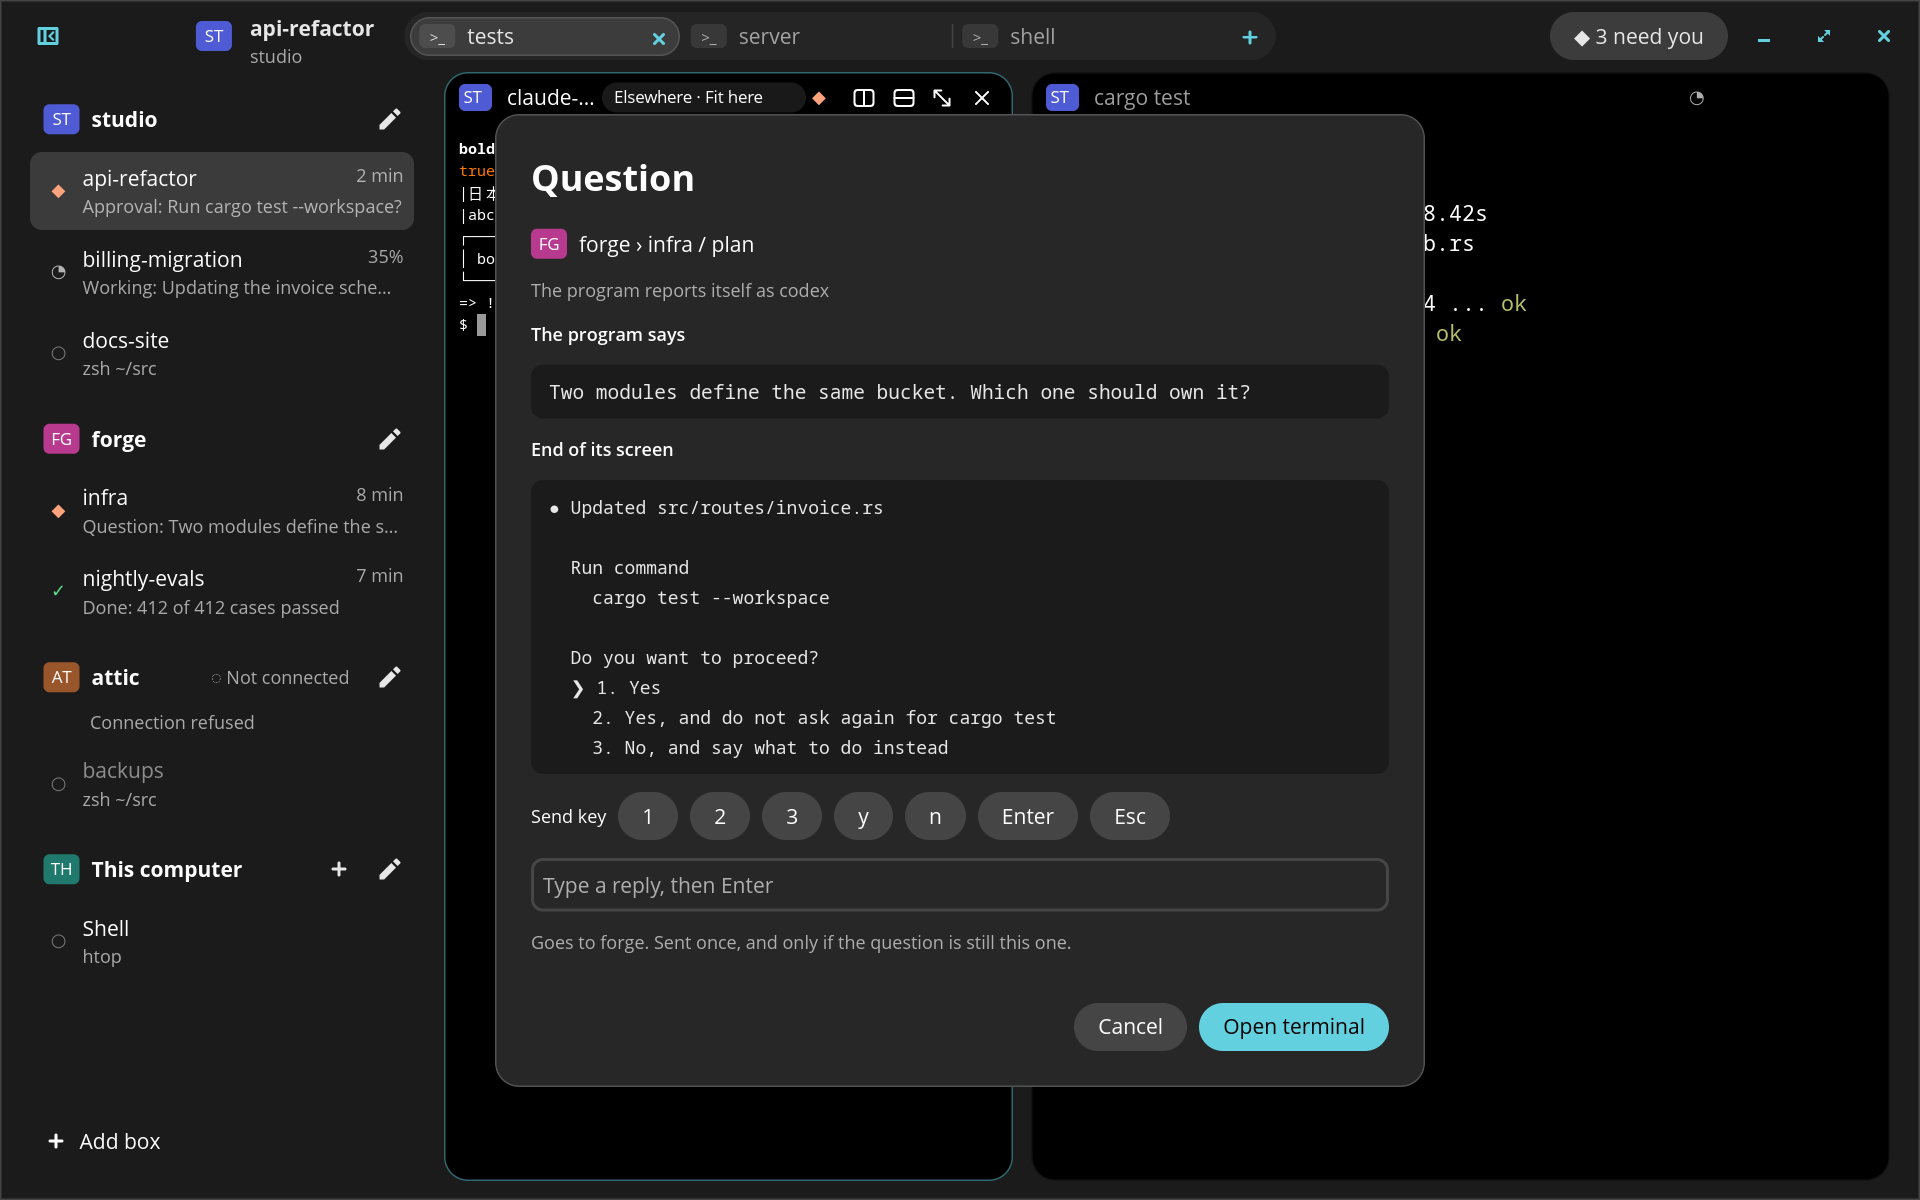 ST api-refactor
studio
>_ tests
>_ server
>_ shell
◆ 3 need you
ST studio
api-refactor 2 min
Approval: Run cargo test --workspace?
billing-migration 35%
Working: Updating the invoice sche...
docs-site
zsh ~/src
FG forge
infra 8 min
Question: Two modules define the s...
nightly-evals 7 min
Done: 412 of 412 cases passed
AT attic Not connected
Connection refused
backups
zsh ~/src
TH This computer
Shell
htop
+ Add box
ST claude-... Elsewhere · Fit here
bold
true
|日本
|abc
bo
=> !
$
ST cargo test
8.42s
b.rs
4 ... ok
ok
Question
FG forge › infra / plan
The program reports itself as codex
The program says
Two modules define the same bucket. Which one should own it?
End of its screen
● Updated src/routes/invoice.rs
Run command
cargo test --workspace
Do you want to proceed?
❯ 1. Yes
2. Yes, and do not ask again for cargo test
3. No, and say what to do instead
Send key 1 2 3 y n Enter Esc
Type a reply, then Enter
Goes to forge. Sent once, and only if the question is still this one.
Cancel Open terminal